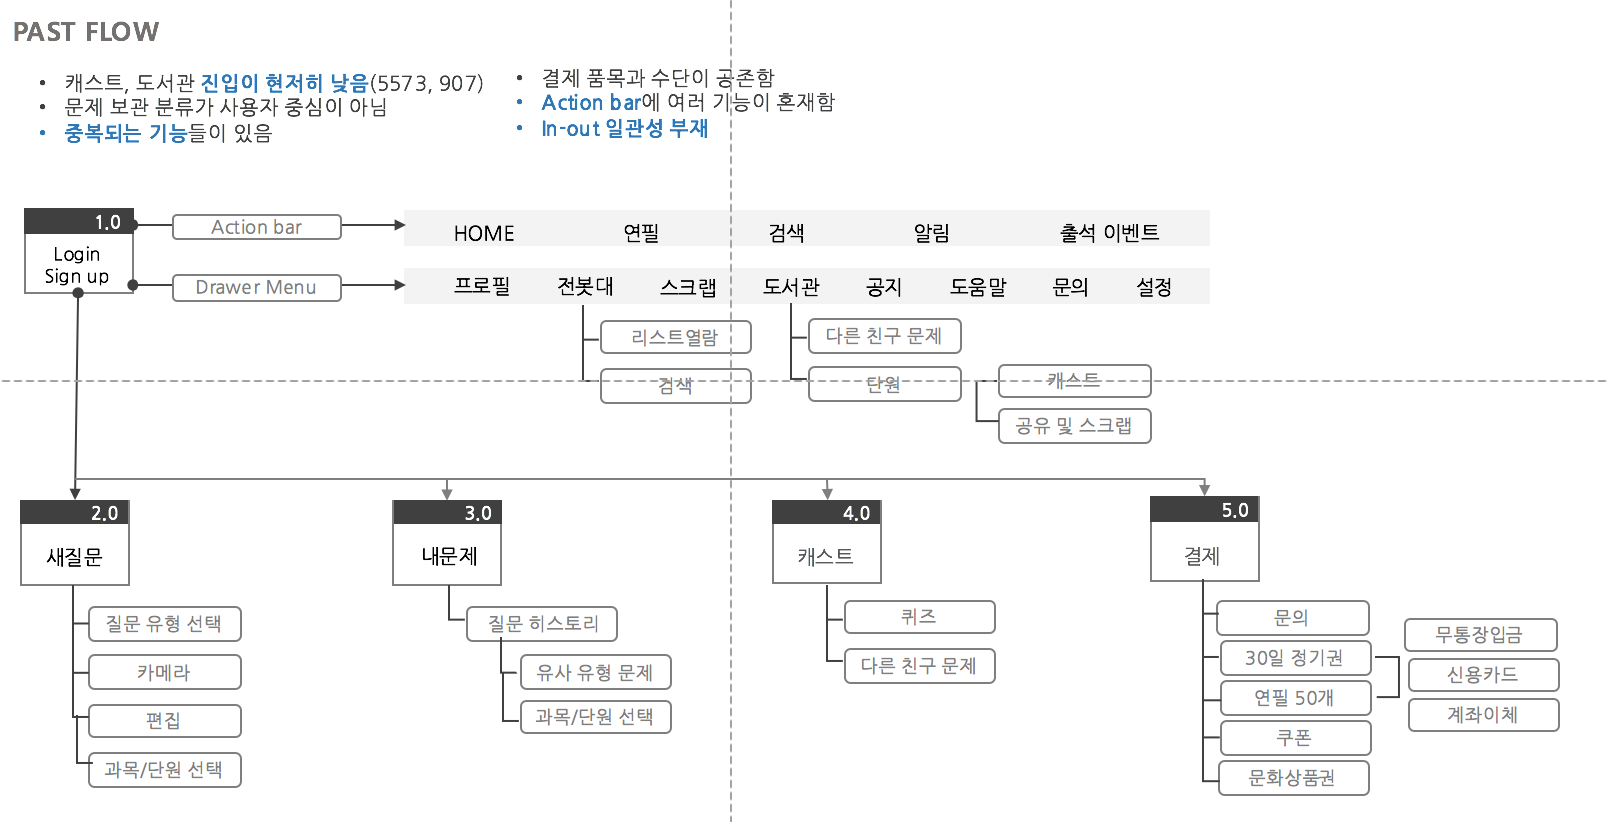 PAST FLOW
• 캐스트, 도서관 진입이 현저히 낮음(5573, 907)
• 문제 보관 분류가 사용자 중심이 아님
• 중복되는 기능들이 있음
• 결제 품목과 수단이 공존함
• Action bar에 여러 기능이 혼재함
• In-out 일관성 부재
1.0
Login
Sign up
Action bar
HOME 연필 검색 알림 출석 이벤트
Drawer Menu
프로필 전봇대 스크랩 도서관 공지 도움말 문의 설정
리스트열람
검색
다른 친구 문제
단원
캐스트
공유 및 스크랩
2.0
새질문
질문 유형 선택
카메라
편집
과목/단원 선택
3.0
내문제
질문 히스토리
유사 유형 문제
과목/단원 선택
4.0
캐스트
퀴즈
다른 친구 문제
5.0
결제
문의
30일 정기권
연필 50개
쿠폰
문화상품권
무통장입금
신용카드
계좌이체